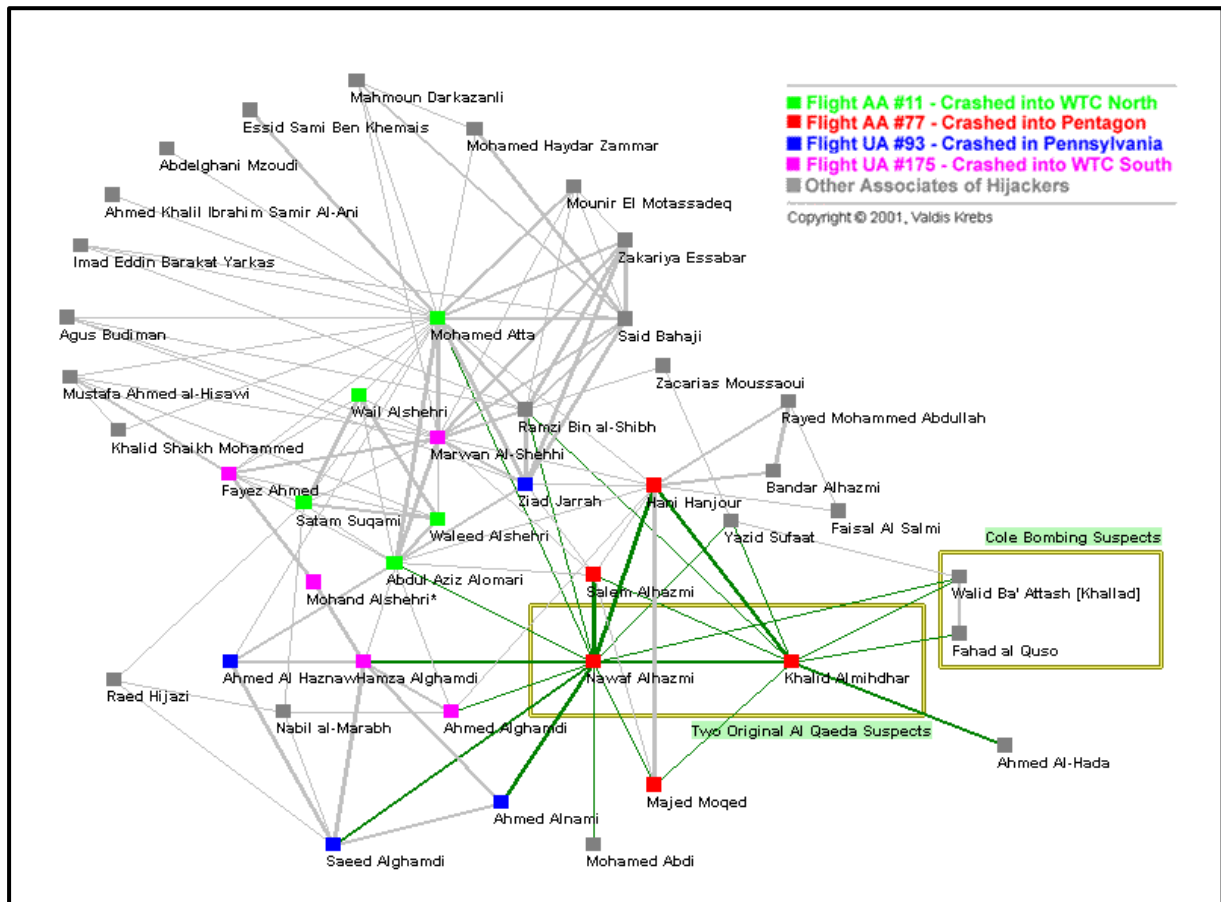 Mahmoun Darkazanli
Essid Sami Ben Khemais
Mohamed Haydar Zammar
Abdelghani Mzoudi
Ahmed Khalil Ibrahim Samir Al-Ani
Mounir El Motassadeq
Imad Eddin Barakat Yarkas
Zakariya Essabar
Flight AA #11 - Crashed into WTC North
Flight AA #77 - Crashed into Pentagon
Flight UA #93 - Crashed in Pennsylvania
Flight UA #175 - Crashed into WTC South
Other Associates of Hijackers
Copyright © 2001, Valdis Krebs
Agus Budiman
Mohamed Atta
Said Bahaji
Zacarias Moussaoui
Mustafa Ahmed al-Hisawi
Wail Alshehri
Ramzi Bin al-Shibh
Rayed Mohammed Abdullah
Khalid Shaikh Mohammed
Marwan Al-Shehhi
Fayez Ahmed
Ziad Jarrah
Hani Hanjour
Bandar Alhazmi
Satam Suqami
Waleed Alshehri
Yazid Sufaat
Faisal Al Salmi
Cole Bombing Suspects
Abdul Aziz Alomari
Mohand Alshehri*
Salem Alhazmi
Walid Ba' Attash [Khallad]
Fahad al Quso
Ahmed Al Haznaw
Hamza Alghamdi
Nawaf Alhazmi
Khalid Almihdhar
Raed Hijazi
Nabil al-Marabh
Ahmed Alghamdi
Two Original Al Qaeda Suspects
Ahmed Al-Hada
Majed Moqed
Ahmed Alnami
Saeed Alghamdi
Mohamed Abdi